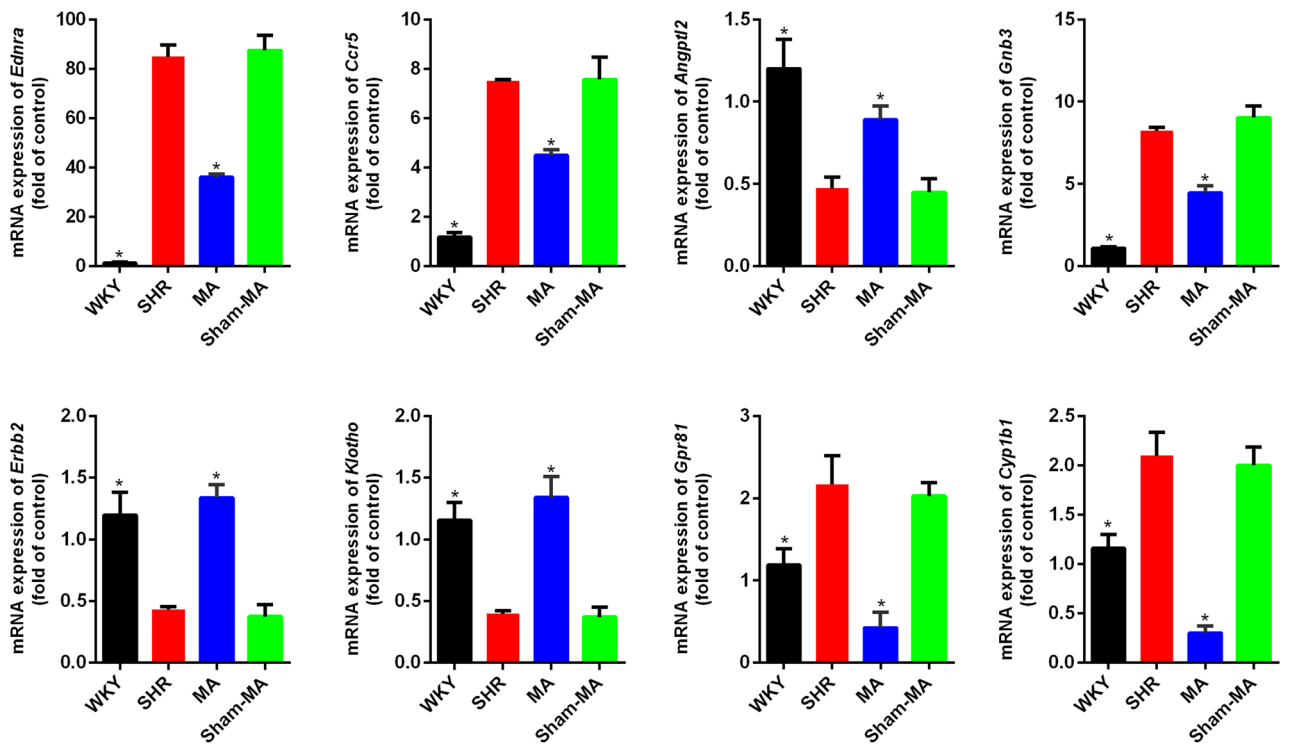 mRNA expression of Ednra
(fold of control)
100
80
60
40
20
0
*
*
WKY
SHR
MA
Sham-MA
mRNA expression of Ccr5
(fold of control)
10
8
6
4
2
0
*
*
WKY
SHR
MA
Sham-MA
mRNA expression of Angptl2
(fold of control)
1.5
1.0
0.5
0.0
*
*
WKY
SHR
MA
Sham-MA
mRNA expression of Gnb3
(fold of control)
15
10
5
0
*
*
WKY
SHR
MA
Sham-MA
mRNA expression of Erbb2
(fold of control)
2.0
1.5
1.0
0.5
0.0
*
*
WKY
SHR
MA
Sham-MA
mRNA expression of Klotho
(fold of control)
2.0
1.5
1.0
0.5
0.0
*
*
WKY
SHR
MA
Sham-MA
mRNA expression of Gpr81
(fold of control)
3
2
1
0
*
*
WKY
SHR
MA
Sham-MA
mRNA expression of Cyp1b1
(fold of control)
2.5
2.0
1.5
1.0
0.5
0.0
*
*
WKY
SHR
MA
Sham-MA